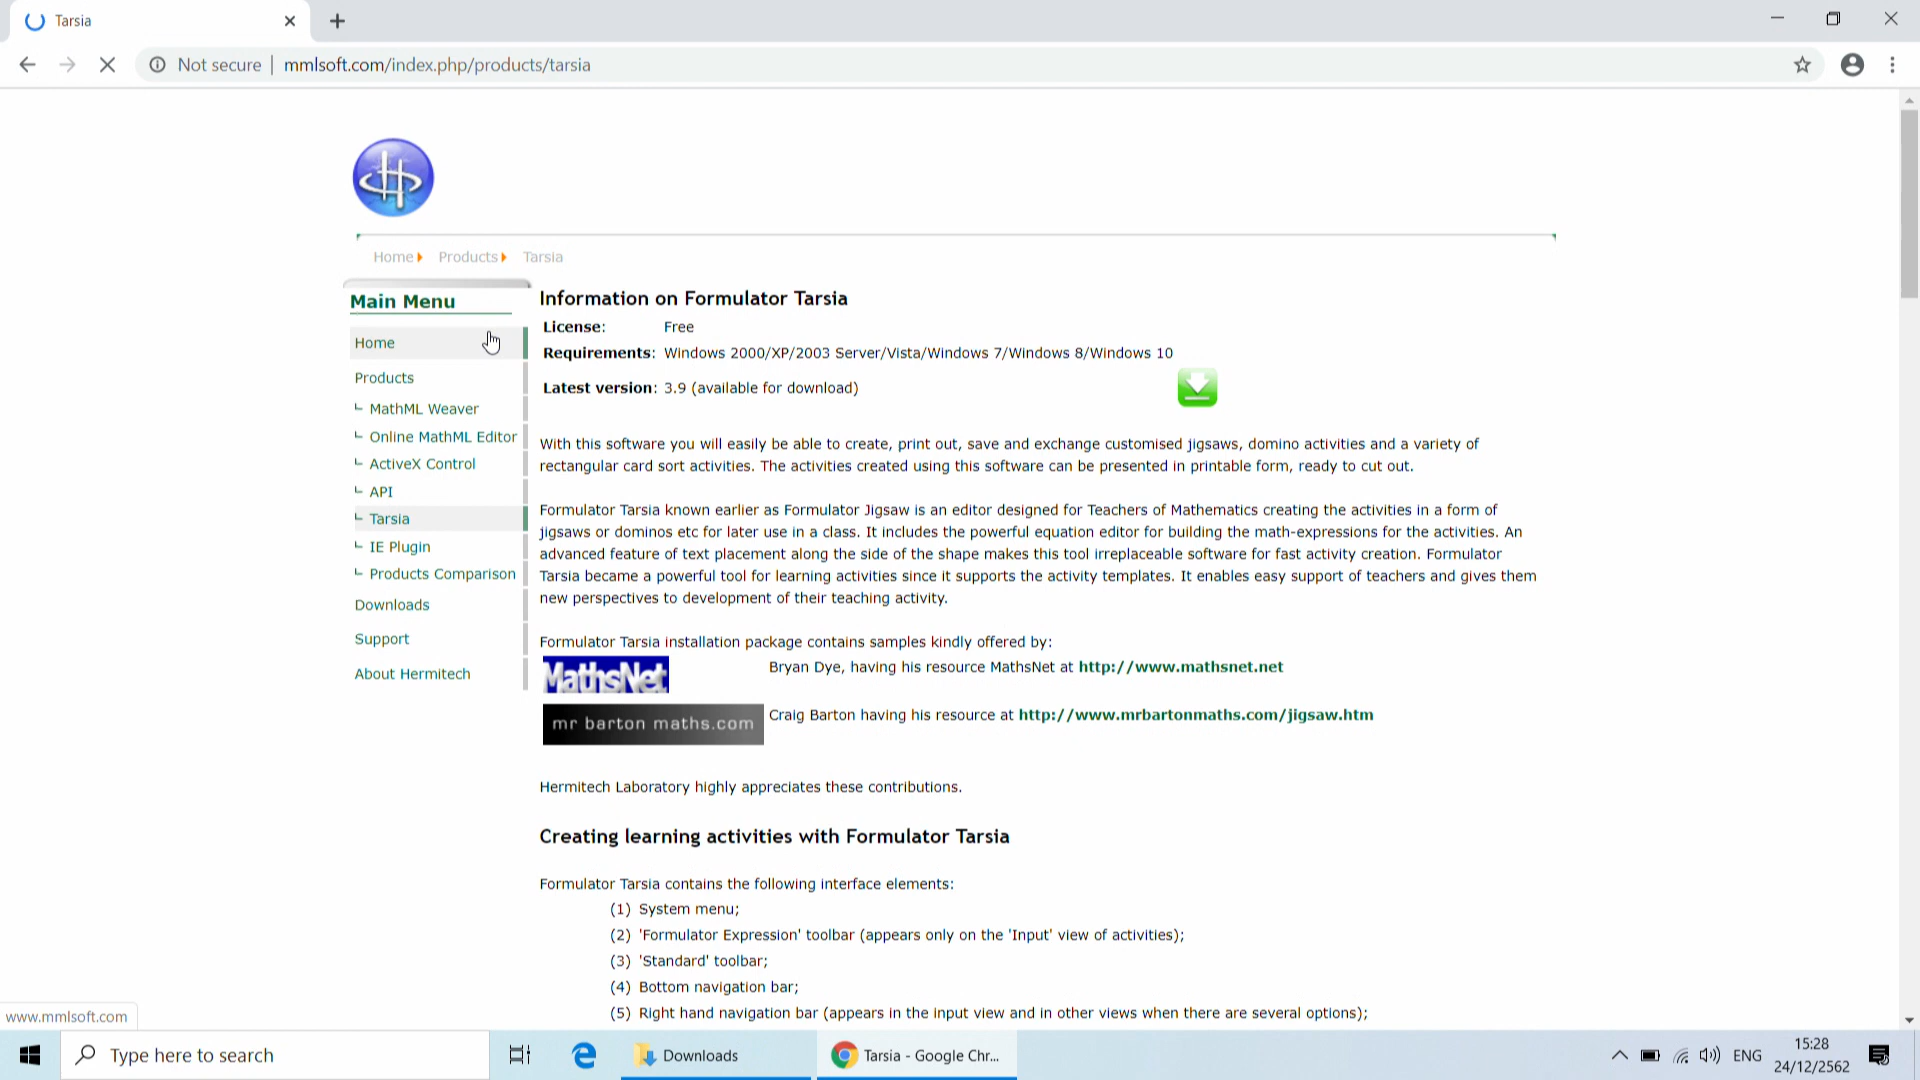 Tarsia
Not secure
mmlsoft.com/index.php/products/tarsia
Home Products Tarsia
Main Menu
Home
Products
MathML Weaver
Online MathML Editor
ActiveX Control
API
Tarsia
IE Plugin
Products Comparison
Downloads
Support
About Hermitech
Information on Formulator Tarsia
License: Free
Requirements: Windows 2000/XP/2003 Server/Vista/Windows 7/Windows 8/Windows 10
Latest version: 3.9 (available for download)
With this software you will easily be able to create, print out, save and exchange customised jigsaws, domino activities and a variety of
rectangular card sort activities. The activities created using this software can be presented in printable form, ready to cut out.
Formulator Tarsia known earlier as Formulator Jigsaw is an editor designed for Teachers of Mathematics creating the activities in a form of
jigsaws or dominos etc for later use in a class. It includes the powerful equation editor for building the math-expressions for the activities. An
advanced feature of text placement along the side of the shape makes this tool irreplaceable software for fast activity creation. Formulator
Tarsia became a powerful tool for learning activities since it supports the activity templates. It enables easy support of teachers and gives them
new perspectives to development of their teaching activity.
Formulator Tarsia installation package contains samples kindly offered by:
MathsNet
Bryan Dye, having his resource MathsNet at http://www.mathsnet.net
mr barton maths.com
Craig Barton having his resource at http://www.mrbartonmaths.com/jigsaw.htm
Hermitech Laboratory highly appreciates these contributions.
Creating learning activities with Formulator Tarsia
Formulator Tarsia contains the following interface elements:
(1) System menu;
(2) 'Formulator Expression' toolbar (appears only on the 'Input' view of activities);
(3) 'Standard' toolbar;
(4) Bottom navigation bar;
(5) Right hand navigation bar (appears in the input view and in other views when there are several options);
www.mmlsoft.com
Type here to search
Downloads
Tarsia - Google Chr...
ENG
15:28
24/12/2562